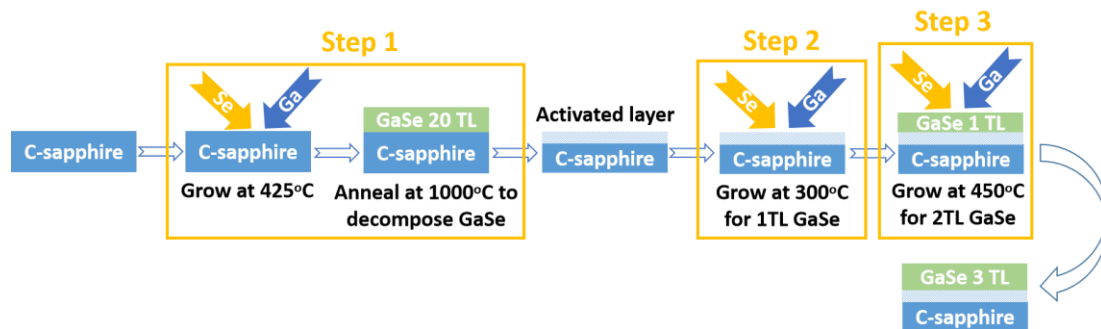 Step 1
Step 2
Step 3
Se
Ga
Se
Ga
Se
Ga
C-sapphire
C-sapphire
Grow at 425°C
GaSe 20 TL
C-sapphire
Anneal at 1000°C to
decompose GaSe
Activated layer
C-sapphire
C-sapphire
Grow at 300°C
for 1TL GaSe
GaSe 1 TL
C-sapphire
Grow at 450°C
for 2TL GaSe
GaSe 3 TL
C-sapphire